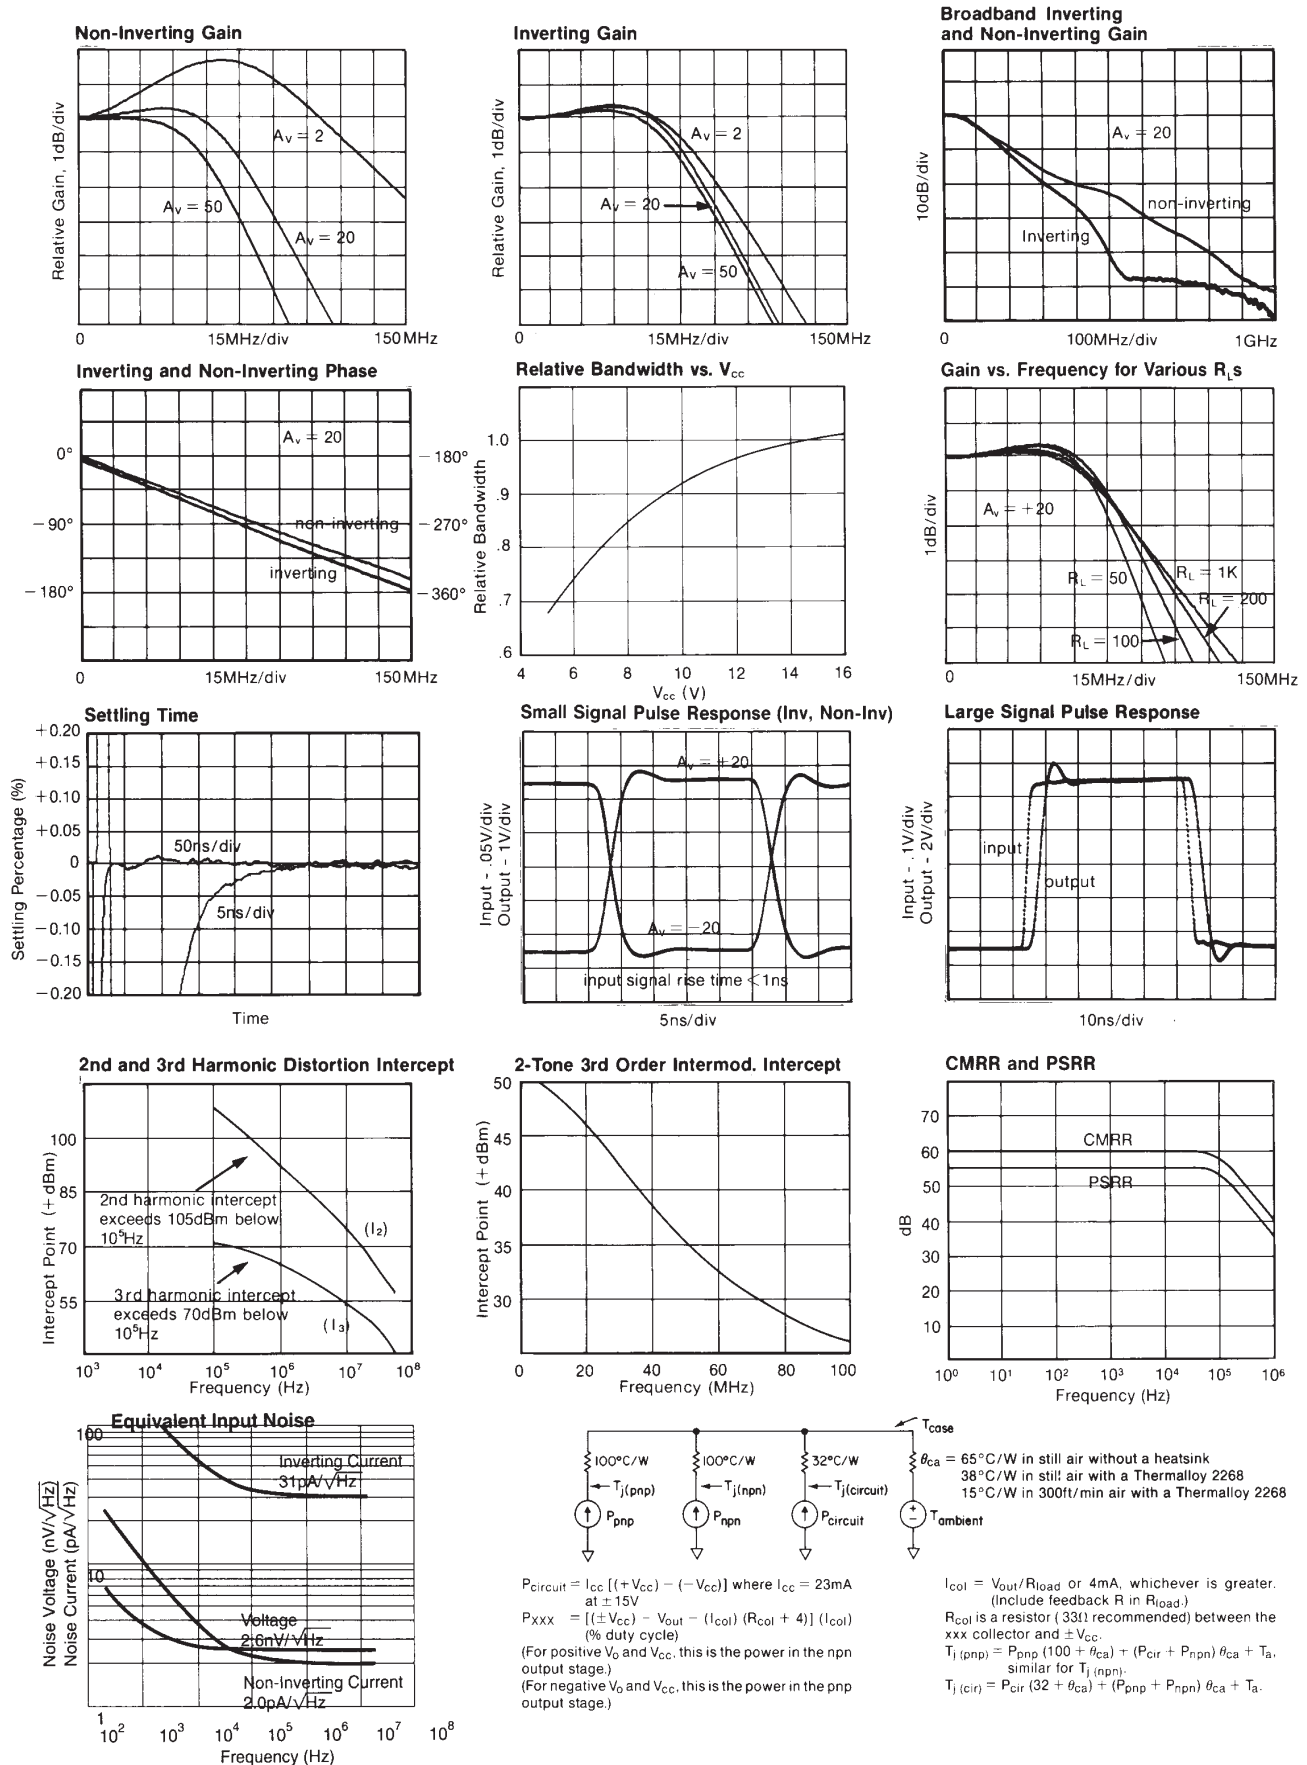 Non-Inverting Gain
Relative Gain, 1dB/div
Av = 2
Av = 50
Av = 20
0
15MHz/div
150MHz
Inverting Gain
Relative Gain, 1dB/div
Av = 2
Av = 20
Av = 50
0
15MHz/div
150MHz
Broadband Inverting
and Non-Inverting Gain
10dB/div
Av = 20
non-inverting
Inverting
0
100MHz/div
1GHz
Inverting and Non-Inverting Phase
Av = 20
0°
−90°
−180°
−180°
−270°
−360°
non-inverting
inverting
0
15MHz/div
150MHz
Relative Bandwidth vs. Vcc
Relative Bandwidth
1.0
.9
.8
.7
.6
4 6 8 10 12 14 16
Vcc (V)
Gain vs. Frequency for Various RLs
1dB/div
Av = +20
RL = 50
RL = 1K
RL = 200
RL = 100
0
15MHz/div
150MHz
Settling Time
Settling Percentage (%)
+0.20
+0.15
+0.10
+0.05
0
−0.05
−0.10
−0.15
−0.20
50ns/div
5ns/div
Time
Small Signal Pulse Response (Inv, Non-Inv)
Input - .05V/div
Output - 1V/div
Av = +20
Av = −20
input signal rise time <1ns
5ns/div
Large Signal Pulse Response
Input - .1V/div
Output - 2V/div
input
output
10ns/div
2nd and 3rd Harmonic Distortion Intercept
Intercept Point (+dBm)
100
85
70
55
2nd harmonic intercept
exceeds 105dBm below
10⁵Hz
(I₂)
3rd harmonic intercept
exceeds 70dBm below
10⁵Hz
(I₃)
10³ 10⁴ 10⁵ 10⁶ 10⁷ 10⁸
Frequency (Hz)
2-Tone 3rd Order Intermod. Intercept
Intercept Point (+dBm)
50
45
40
35
30
0 20 40 60 80 100
Frequency (MHz)
CMRR and PSRR
dB
70
60
50
40
30
20
10
CMRR
PSRR
10⁰ 10¹ 10² 10³ 10⁴ 10⁵ 10⁶
Frequency (Hz)
Equivalent Input Noise
Noise Voltage (nV/√Hz)
Noise Current (pA/√Hz)
100
10
1
Inverting Current
31pA/√Hz
Voltage
2.6nV/√Hz
Non-Inverting Current
2.0pA/√Hz
10² 10³ 10⁴ 10⁵ 10⁶ 10⁷ 10⁸
Frequency (Hz)
Tcase
100°C/W
100°C/W
32°C/W
θca = 65°C/W in still air without a heatsink
38°C/W in still air with a Thermalloy 2268
15°C/W in 300ft/min air with a Thermalloy 2268
Tj(pnp)
Tj(npn)
Tj(circuit)
Ppnp
Pnpn
Pcircuit
Tambient
Pcircuit = Icc [(+Vcc) − (−Vcc)] where Icc = 23mA
at ±15V
Pxxx = [(±Vcc) − Vout − (Icol) (Rcol + 4)] (Icol)
(% duty cycle)
(For positive Vo and Vcc, this is the power in the npn
output stage.)
(For negative Vo and Vcc, this is the power in the pnp
output stage.)
Icol = Vout/Rload or 4mA, whichever is greater.
(Include feedback R in Rload.)
Rcol is a resistor (33Ω recommended) between the
xxx collector and ±Vcc.
Tj (pnp) = Ppnp (100 + θca) + (Pcir + Pnpn) θca + Ta,
similar for Tj (npn).
Tj (cir) = Pcir (32 + θca) + (Ppnp + Pnpn) θca + Ta.